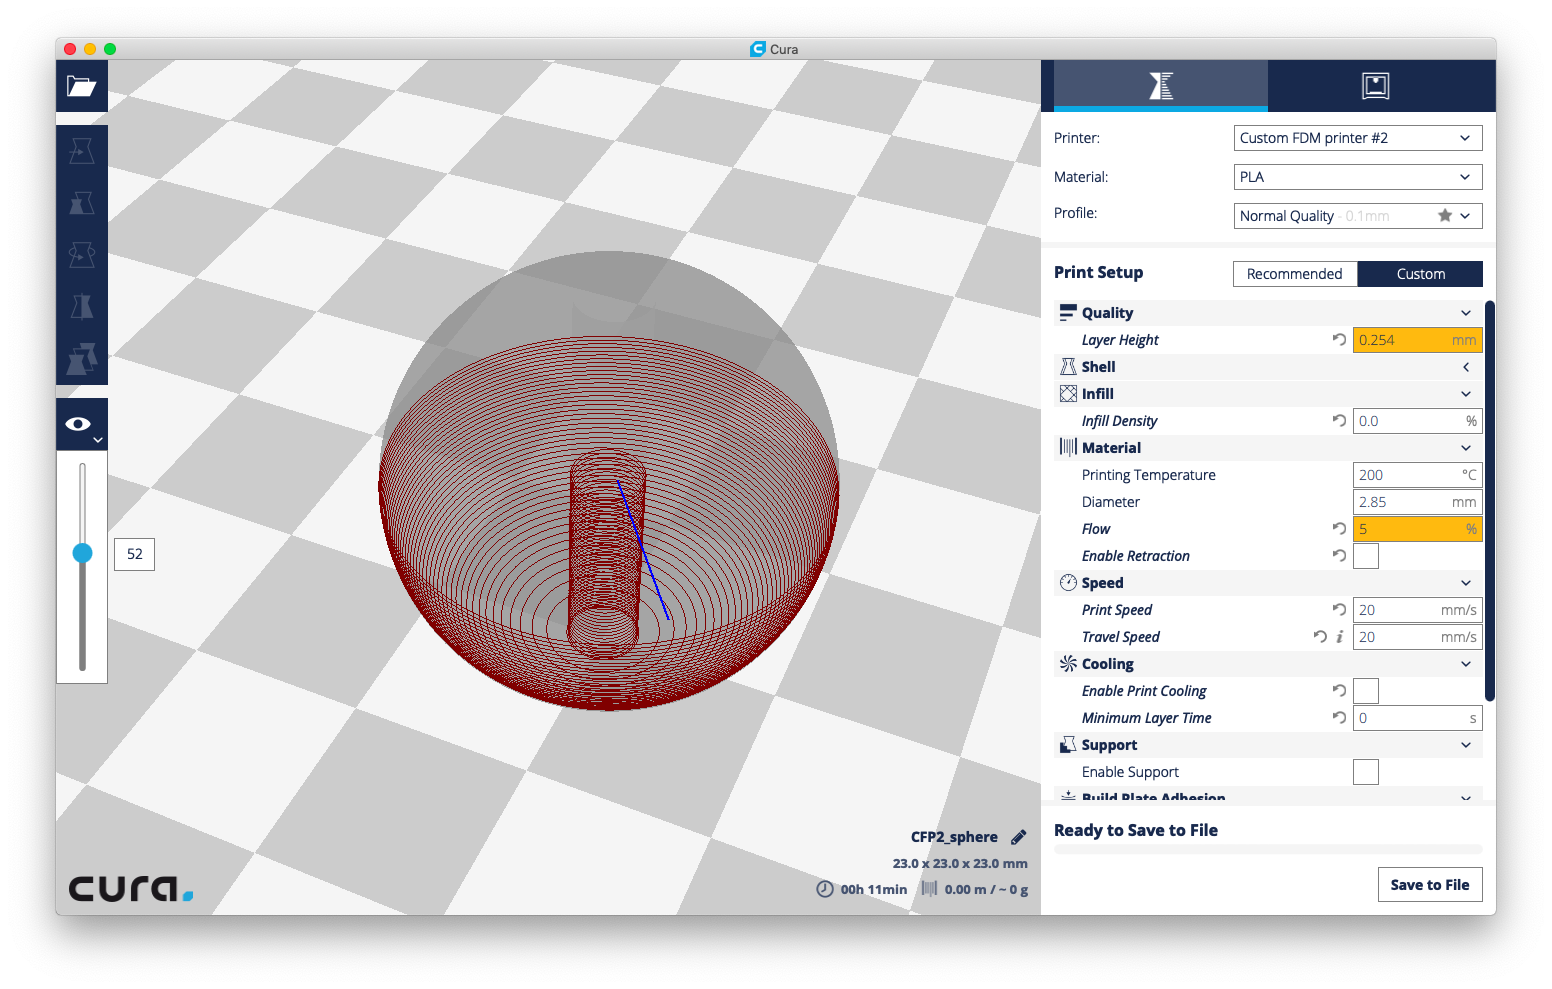 Cura
Printer:
Custom FDM printer #2
Material:
PLA
Profile:
Normal Quality - 0.1mm
Print Setup
Recommended
Custom
Quality
Layer Height
0.254 mm
Shell
Infill
Infill Density
0.0 %
Material
Printing Temperature
200 °C
Diameter
2.85 mm
Flow
5 %
Enable Retraction
Speed
Print Speed
20 mm/s
Travel Speed
i
20 mm/s
Cooling
Enable Print Cooling
Minimum Layer Time
0 s
Support
Enable Support
Build Plate Adhesion
52
CFP2_sphere
23.0 x 23.0 x 23.0 mm
00h 11min
0.00 m / ~ 0 g
cura.
Ready to Save to File
Save to File